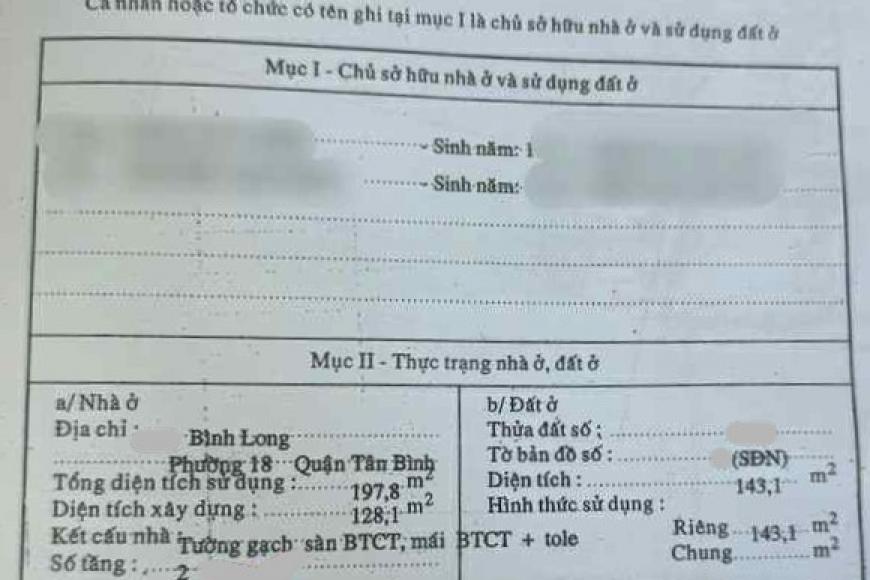 Cá nhân hoặc tổ chức có tên ghi tại mục I là chủ sở hữu nhà ở và sử dụng đất ở
Mục I - Chủ sở hữu nhà ở và sử dụng đất ở
- Sinh năm: 1
- Sinh năm:
Mục II - Thực trạng nhà ở, đất ở
a/ Nhà ở
Địa chỉ : Bình Long
Phường 18 Quận Tân Bình
Tổng diện tích sử dụng : 197,8 m²
Diện tích xây dựng : 128,1 m²
Kết cấu nhà : Tường gạch sàn BTCT, mái BTCT + tole
Số tầng : 2
b/ Đất ở
Thửa đất số :
Tờ bản đồ số : (SĐN)
Diện tích : 143,1 m²
Hình thức sử dụng :
Riêng 143,1 m²
Chung m²